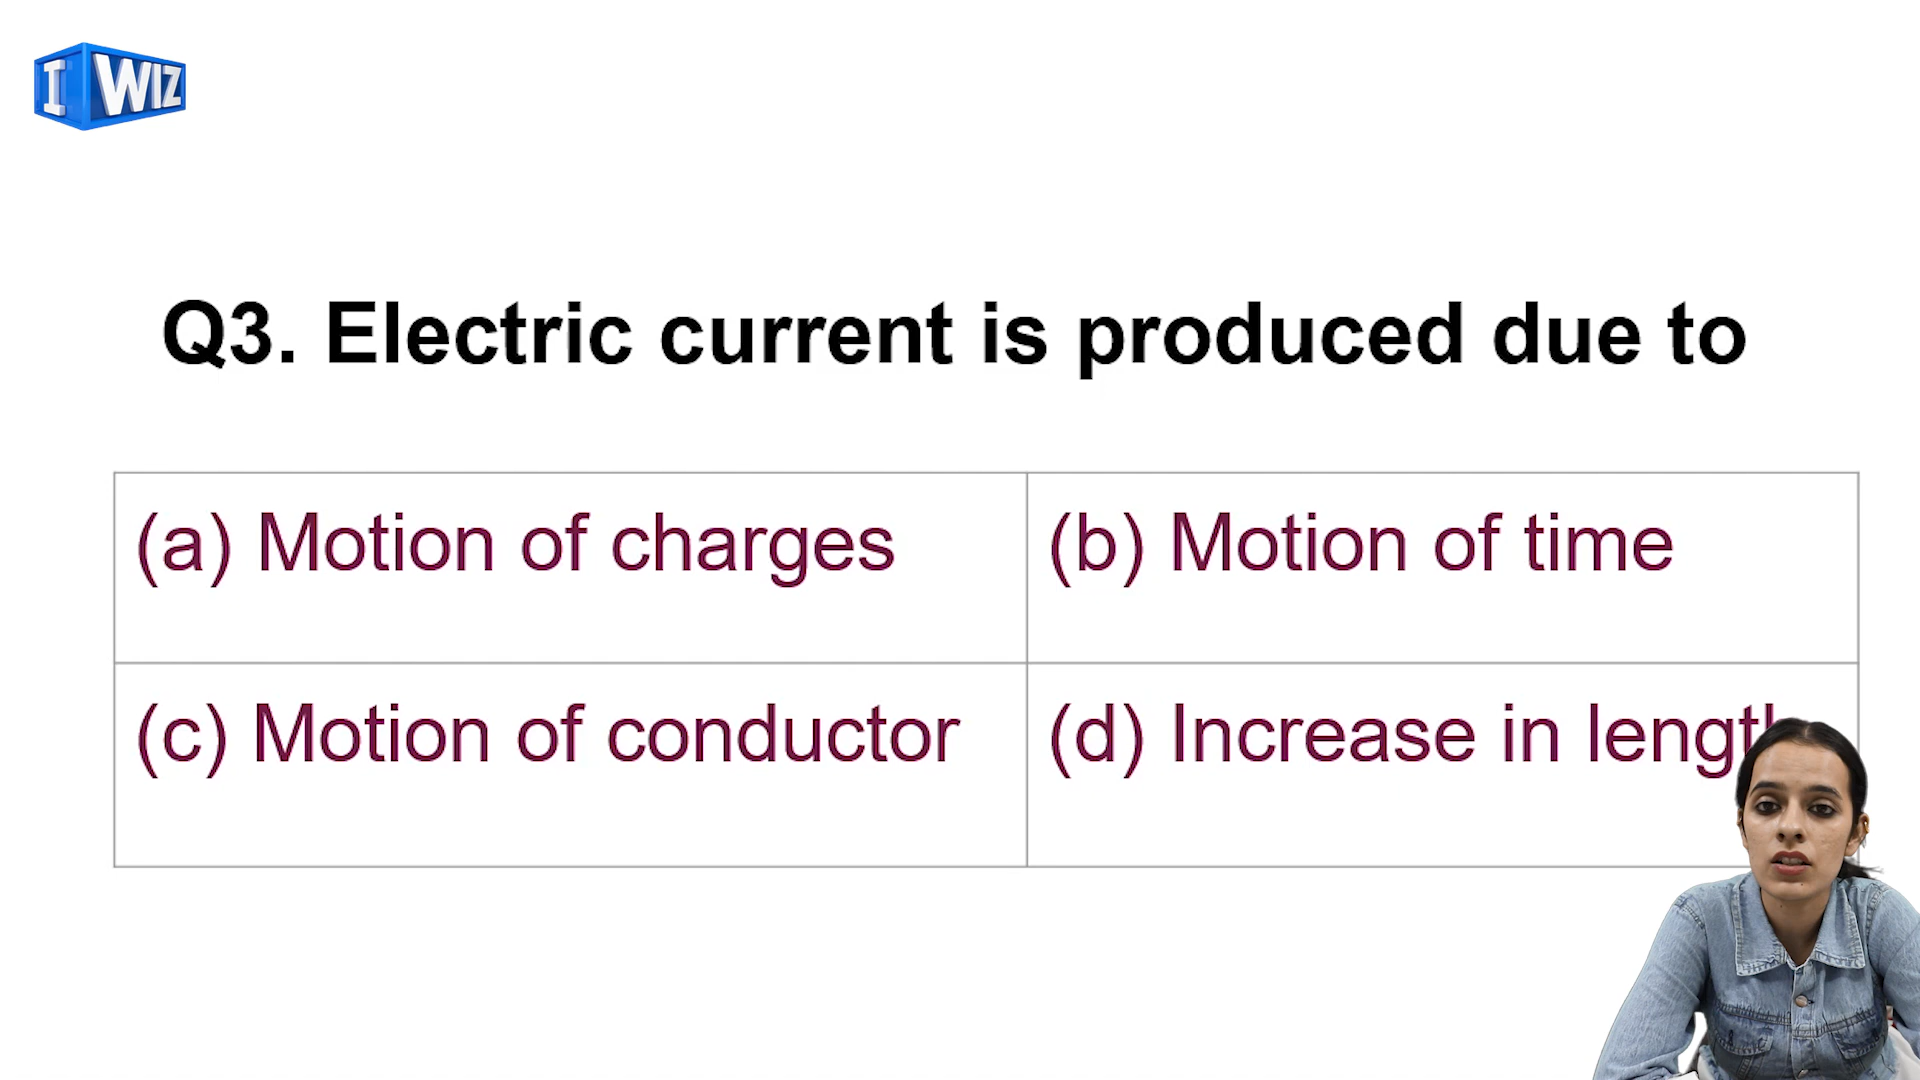 I WIZ
Q3. Electric current is produced due to
(a) Motion of charges
(b) Motion of time
(c) Motion of conductor
(d) Increase in length